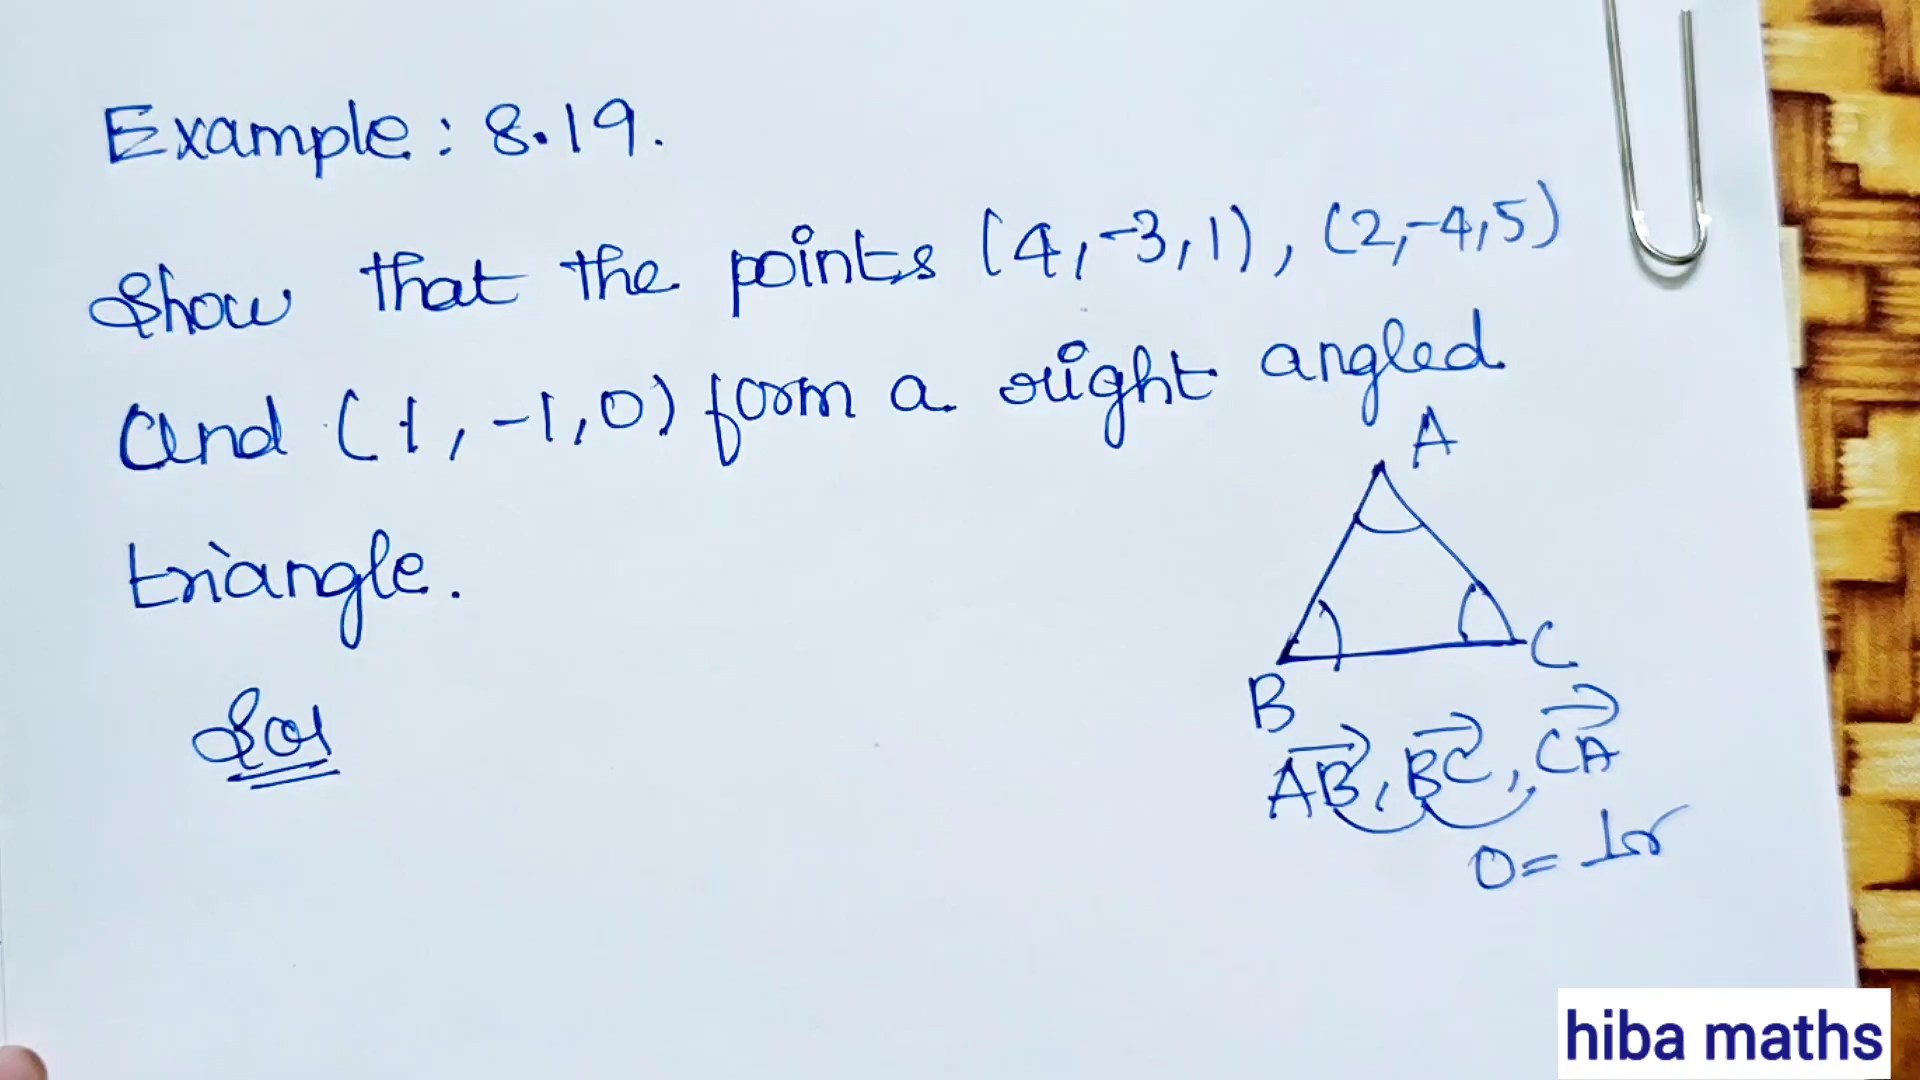 Example : 8.19.
Show that the points (4,-3,1), (2,-4,5)
and (1,-1,0) form a right angled
triangle.
Sol
A
B
C
AB, BC, CA
0 = ⊥r
hiba maths